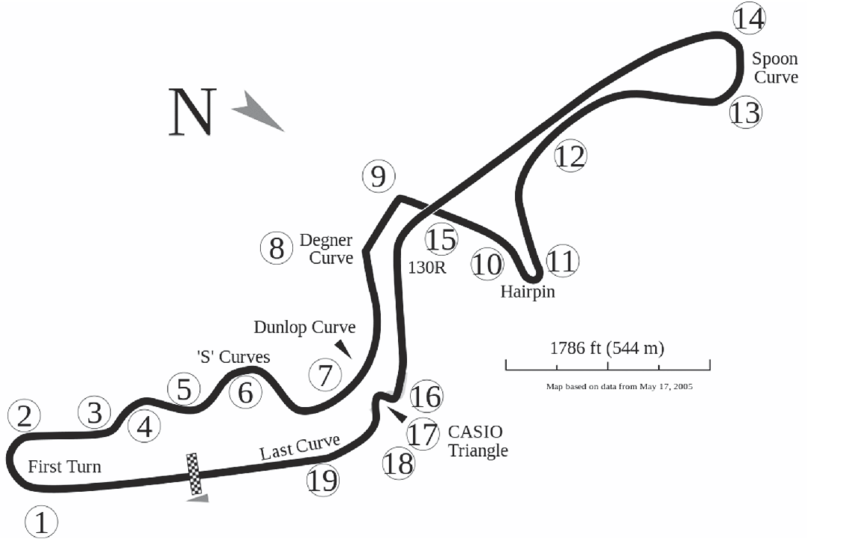 14
Spoon
Curve
13
N
12
9
8
Degner
Curve
15
130R
10
11
Hairpin
Dunlop Curve
1786 ft (544 m)
Map based on data from May 17, 2005
'S' Curves
7
5
6
16
2
3
4
17
CASIO
Triangle
Last Curve
18
First Turn
19
1